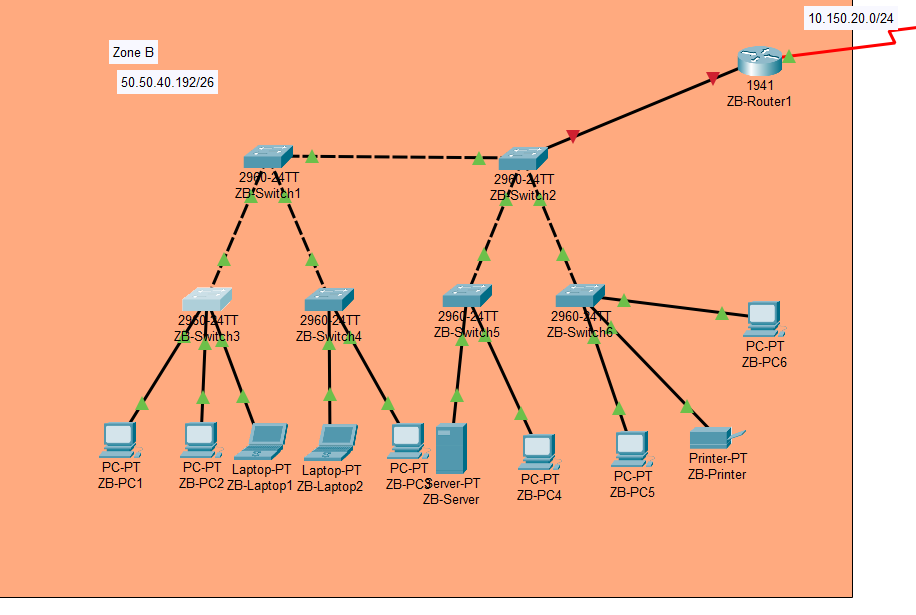 10.150.20.0/24
Zone B
50.50.40.192/26
1941
ZB-Router1
2960-24TT
ZB-Switch1
2960-24TT
ZB-Switch2
2960-24TT
ZB-Switch3
2960-24TT
ZB-Switch4
2960-24TT
ZB-Switch5
2960-24TT
ZB-Switch6
PC-PT
ZB-PC6
PC-PT
ZB-PC1
PC-PT
ZB-PC2
Laptop-PT
ZB-Laptop1
Laptop-PT
ZB-Laptop2
PC-PT
ZB-PC3
Server-PT
ZB-Server
PC-PT
ZB-PC4
PC-PT
ZB-PC5
Printer-PT
ZB-Printer